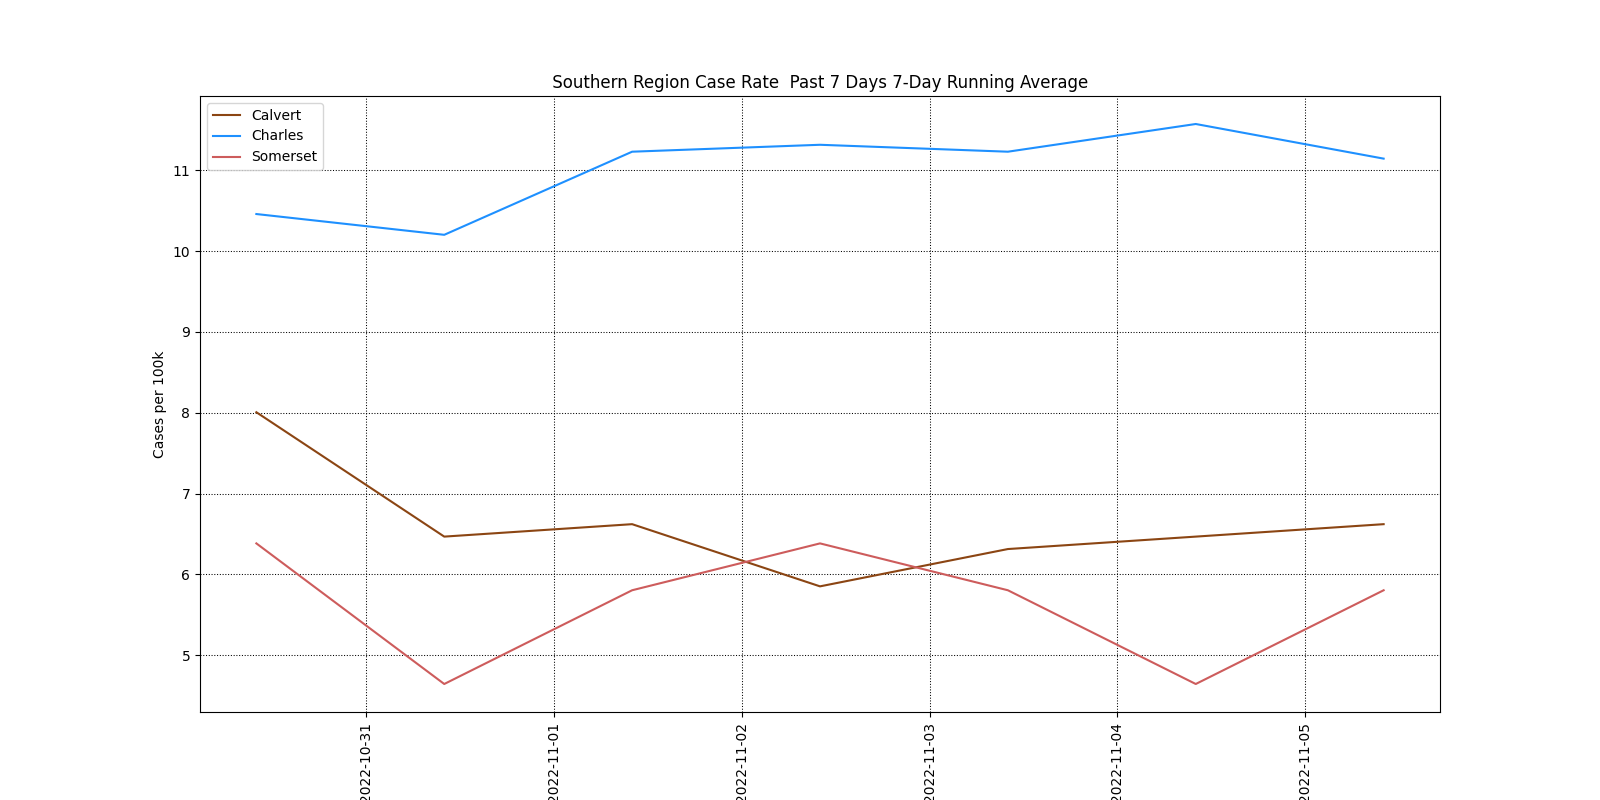 Southern Region Case Rate  Past 7 Days 7-Day Running Average
Calvert
Charles
Somerset
11
10
9
8
7
6
5
Cases per 100k
2022-10-31
2022-11-01
2022-11-02
2022-11-03
2022-11-04
2022-11-05